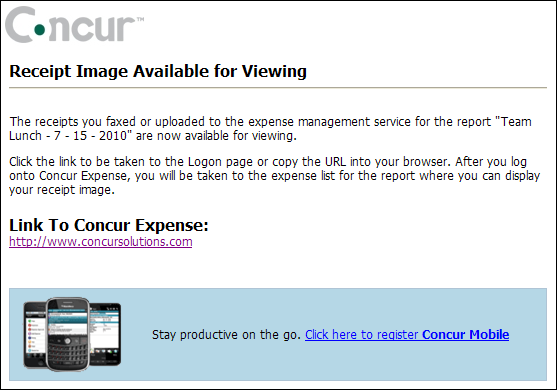 Concur™
Receipt Image Available for Viewing
The receipts you faxed or uploaded to the expense management service for the report "Team
Lunch - 7 - 15 - 2010" are now available for viewing.
Click the link to be taken to the Logon page or copy the URL into your browser. After you log
onto Concur Expense, you will be taken to the expense list for the report where you can display
your receipt image.
Link To Concur Expense:
http://www.concursolutions.com
Stay productive on the go. Click here to register Concur Mobile